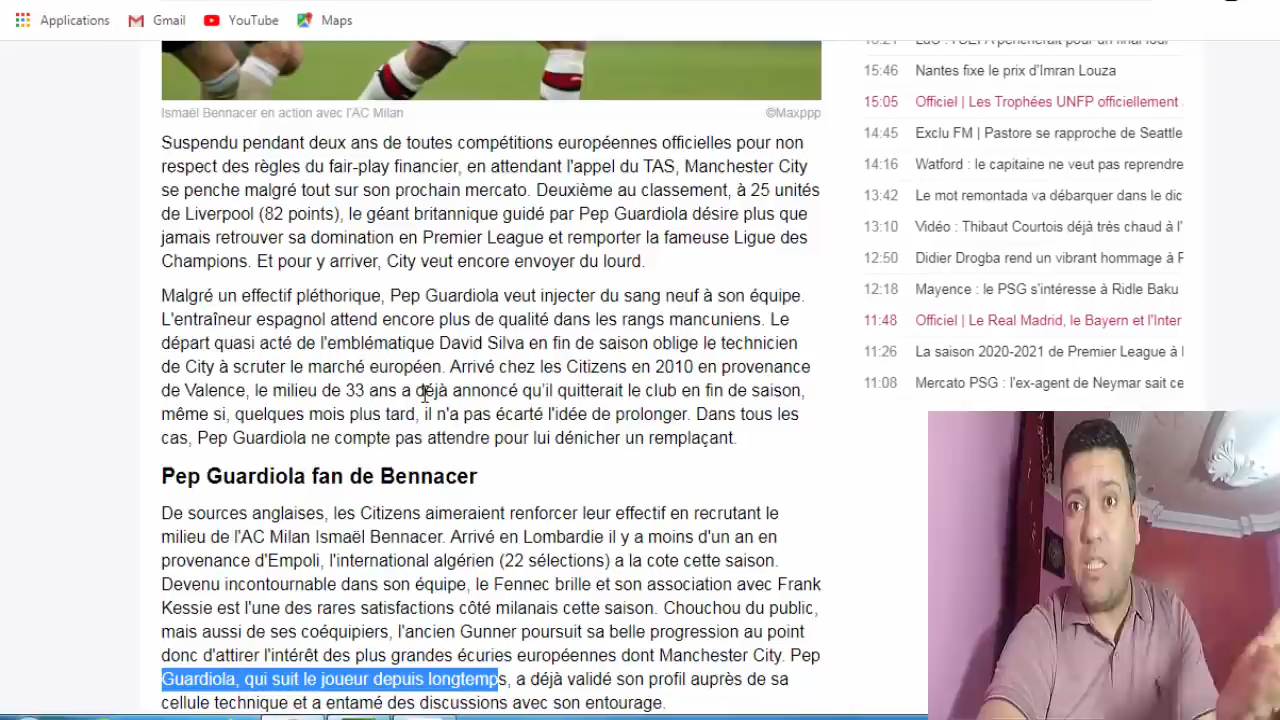 Applications Gmail YouTube Maps
Ismaël Bennacer en action avec l'AC Milan ©Maxppp
Suspendu pendant deux ans de toutes compétitions européennes officielles pour non
respect des règles du fair-play financier, en attendant l'appel du TAS, Manchester City
se penche malgré tout sur son prochain mercato. Deuxième au classement, à 25 unités
de Liverpool (82 points), le géant britannique guidé par Pep Guardiola désire plus que
jamais retrouver sa domination en Premier League et remporter la fameuse Ligue des
Champions. Et pour y arriver, City veut encore envoyer du lourd.
Malgré un effectif pléthorique, Pep Guardiola veut injecter du sang neuf à son équipe.
L'entraîneur espagnol attend encore plus de qualité dans les rangs mancuniens. Le
départ quasi acté de l'emblématique David Silva en fin de saison oblige le technicien
de City à scruter le marché européen. Arrivé chez les Citizens en 2010 en provenance
de Valence, le milieu de 33 ans a déjà annoncé qu'il quitterait le club en fin de saison,
même si, quelques mois plus tard, il n'a pas écarté l'idée de prolonger. Dans tous les
cas, Pep Guardiola ne compte pas attendre pour lui dénicher un remplaçant.
Pep Guardiola fan de Bennacer
De sources anglaises, les Citizens aimeraient renforcer leur effectif en recrutant le
milieu de l'AC Milan Ismaël Bennacer. Arrivé en Lombardie il y a moins d'un an en
provenance d'Empoli, l'international algérien (22 sélections) a la cote cette saison.
Devenu incontournable dans son équipe, le Fennec brille et son association avec Frank
Kessie est l'une des rares satisfactions côté milanais cette saison. Chouchou du public,
mais aussi de ses coéquipiers, l'ancien Gunner poursuit sa belle progression au point
donc d'attirer l'intérêt des plus grandes écuries européennes dont Manchester City. Pep
Guardiola, qui suit le joueur depuis longtemps, a déjà validé son profil auprès de sa
cellule technique et a entamé des discussions avec son entourage.
15:46 Nantes fixe le prix d'Imran Louza
15:05 Officiel | Les Trophées UNFP officiellement
14:45 Exclu FM | Pastore se rapproche de Seattle
14:16 Watford : le capitaine ne veut pas reprendre
13:42 Le mot remontada va débarquer dans le dic
13:10 Vidéo : Thibaut Courtois déjà très chaud à l'
12:50 Didier Drogba rend un vibrant hommage à F
12:18 Mayence : le PSG s'intéresse à Ridle Baku
11:48 Officiel | Le Real Madrid, le Bayern et l'Inter
11:26 La saison 2020-2021 de Premier League à l
11:08 Mercato PSG : l'ex-agent de Neymar sait ce